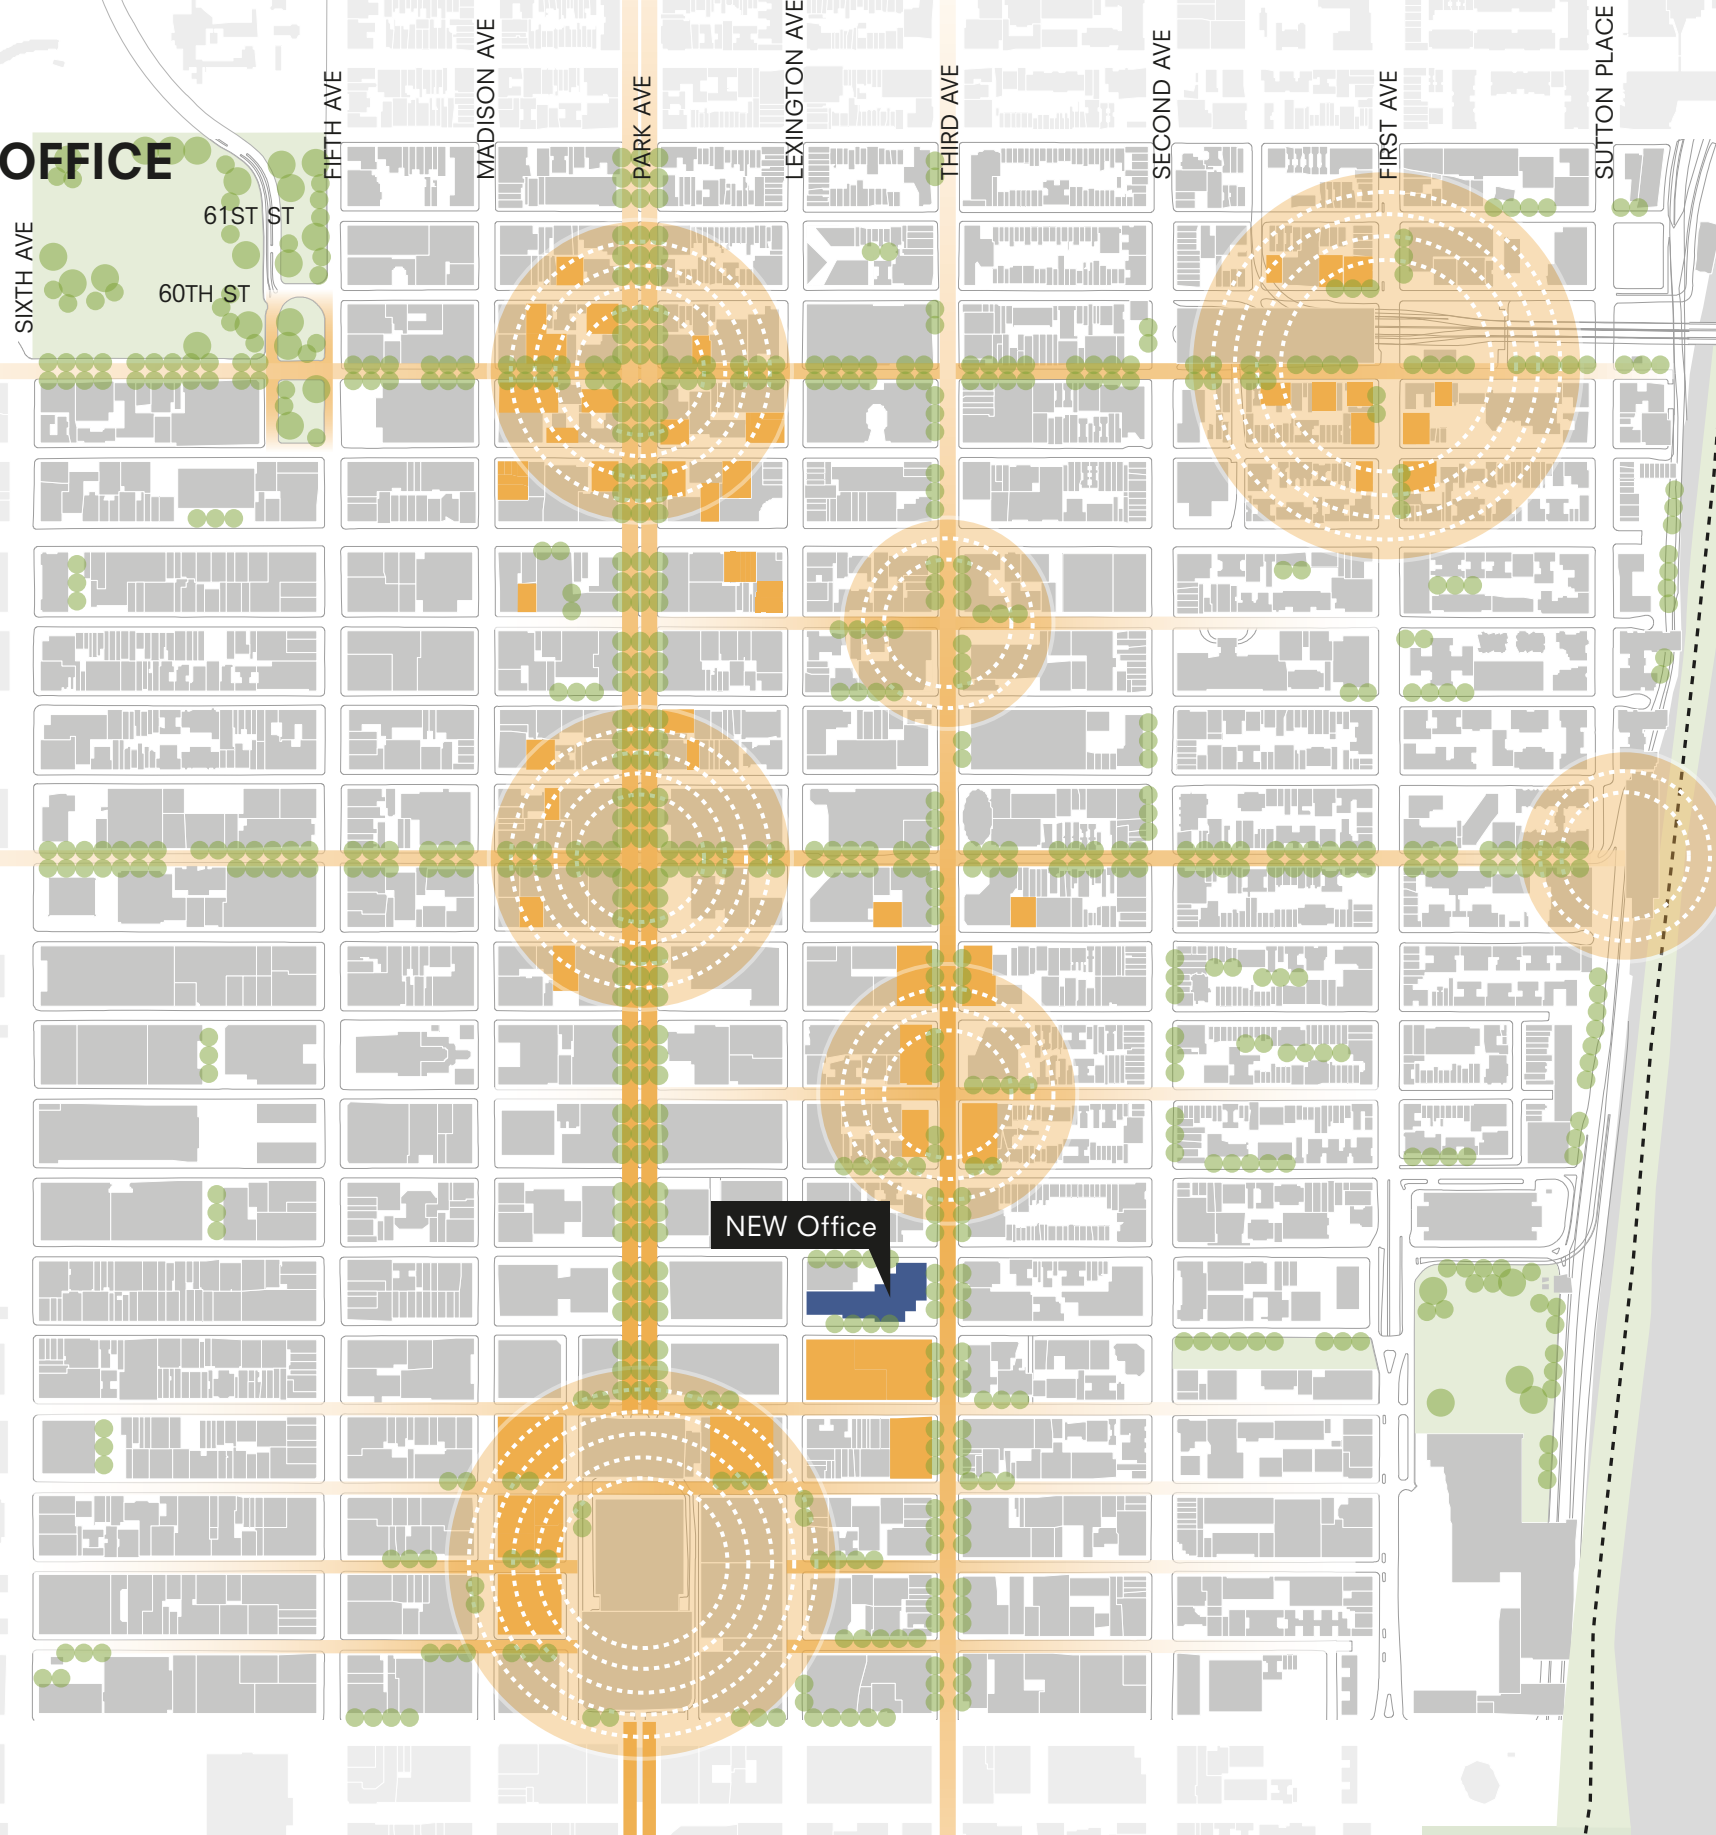 FIFTH AVE
MADISON AVE
PARK AVE
LEXINGTON AVE
THIRD AVE
SECOND AVE
FIRST AVE
SUTTON PLACE
OFFICE
SIXTH AVE
61ST ST
60TH ST
NEW Office